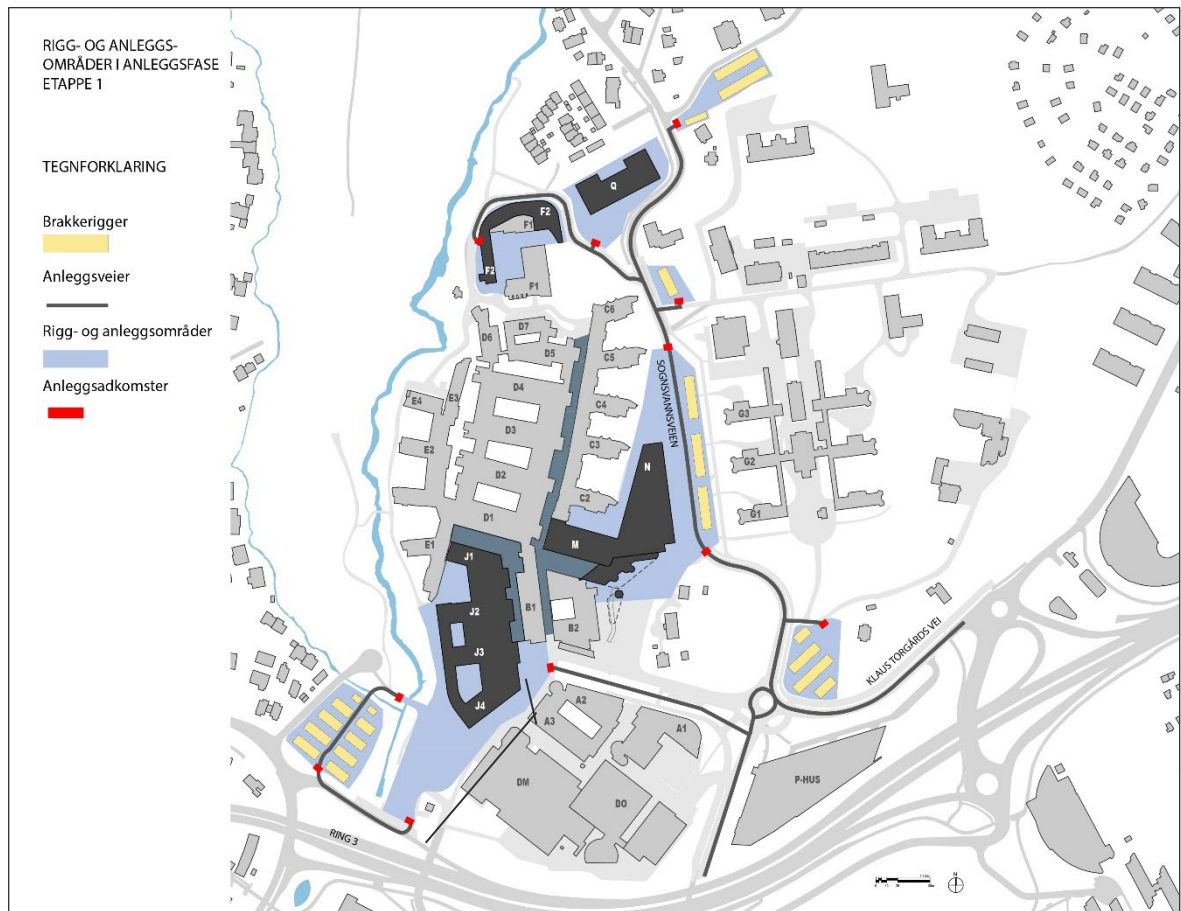 RIGG- OG ANLEGGS-
OMRÅDER I ANLEGGSFASE
ETAPPE 1
TEGNFORKLARING
Brakkerigger
Anleggsveier
Rigg- og anleggsområder
Anleggsadkomster
Q
F2
F1
F2
F1
C6
D7
D6
D5
C5
SOGNSVANNSVEIEN
D4
E3
E4
C4
G3
D3
C3
E2
N
G2
D2
C2
G1
D1
M
E1
J1
B1
J2
B2
J3
KLAUS TORGÅRDS VEI
J4
A2
A3
A1
DM
DO
P-HUS
RING 3
N